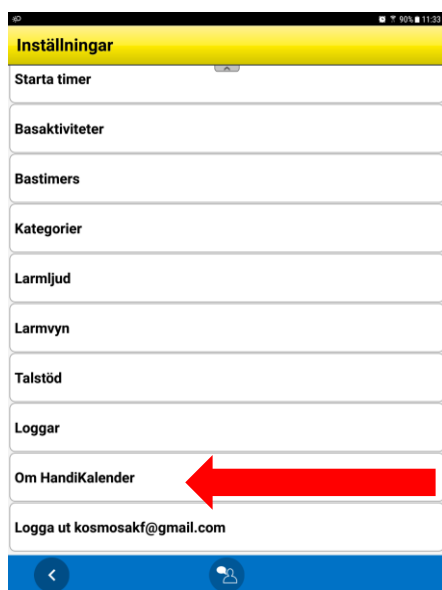 90% 11:33
Inställningar
Starta timer
Basaktiviteter
Bastimers
Kategorier
Larmljud
Larmvyn
Talstöd
Loggar
Om HandiKalender
Logga ut kosmosakf@gmail.com